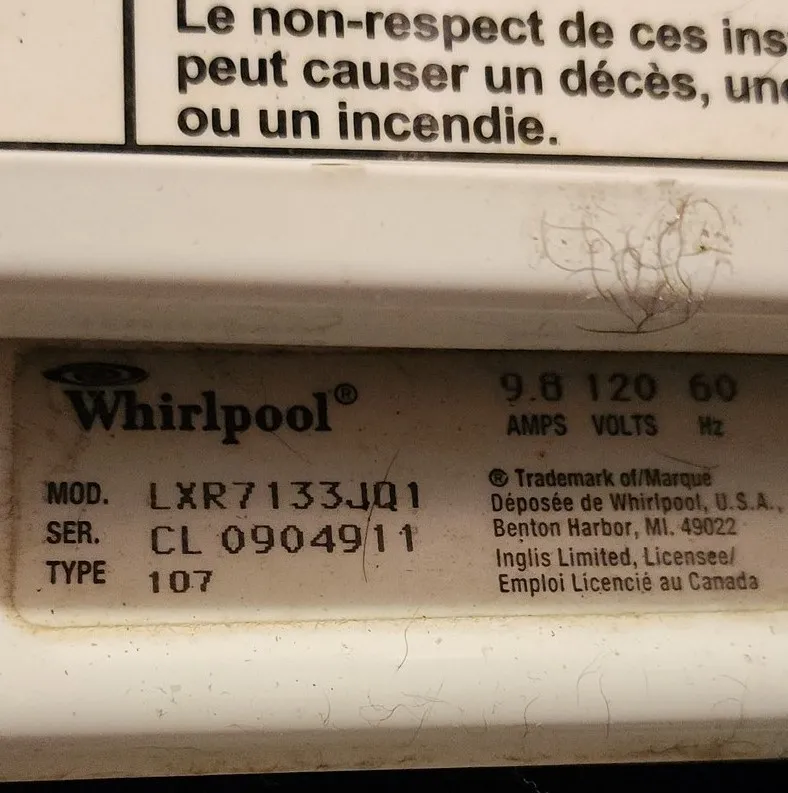 Le non-respect de ces ins
peut causer un décès, une
ou un incendie.
Whirlpool®
9.8 120 60
AMPS VOLTS Hz
MOD. LXR7133JQ1
SER. CL 0904911
TYPE 107
® Trademark of/Marque
Déposée de Whirlpool, U.S.A.,
Benton Harbor, MI. 49022
Inglis Limited, Licensee/
Emploi Licencié au Canada